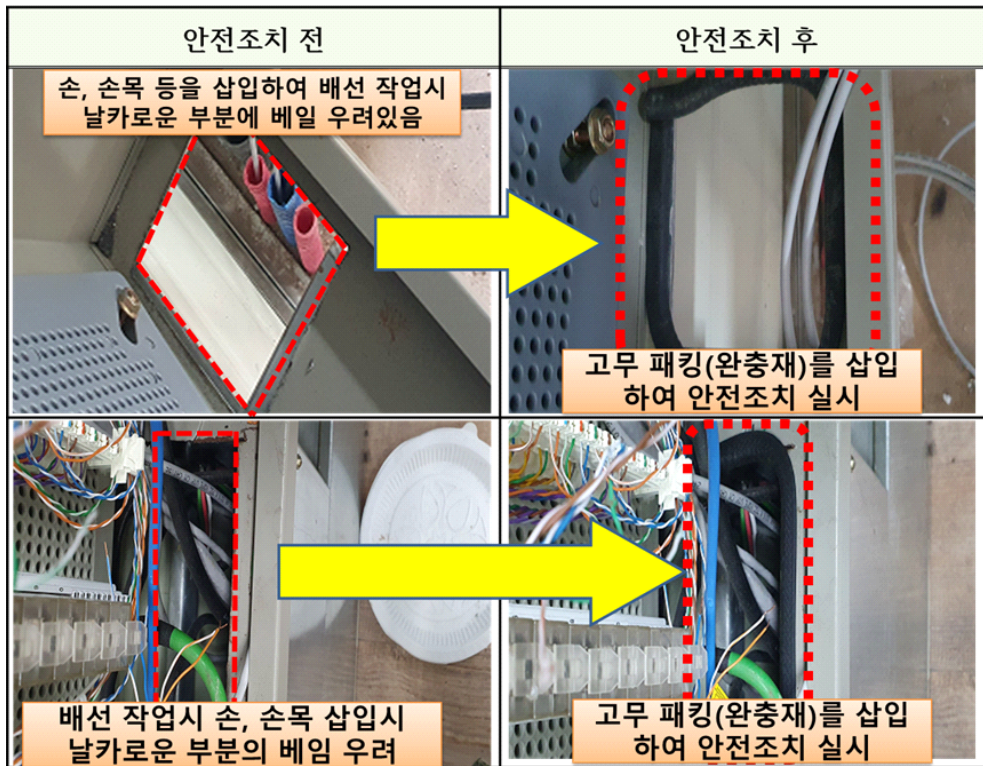 안전조치 전
안전조치 후
손, 손목 등을 삽입하여 배선 작업시
날카로운 부분에 베일 우려있음
고무 패킹(완충재)를 삽입
하여 안전조치 실시
배선 작업시 손, 손목 삽입시
날카로운 부분의 베임 우려
고무 패킹(완충재)를 삽입
하여 안전조치 실시